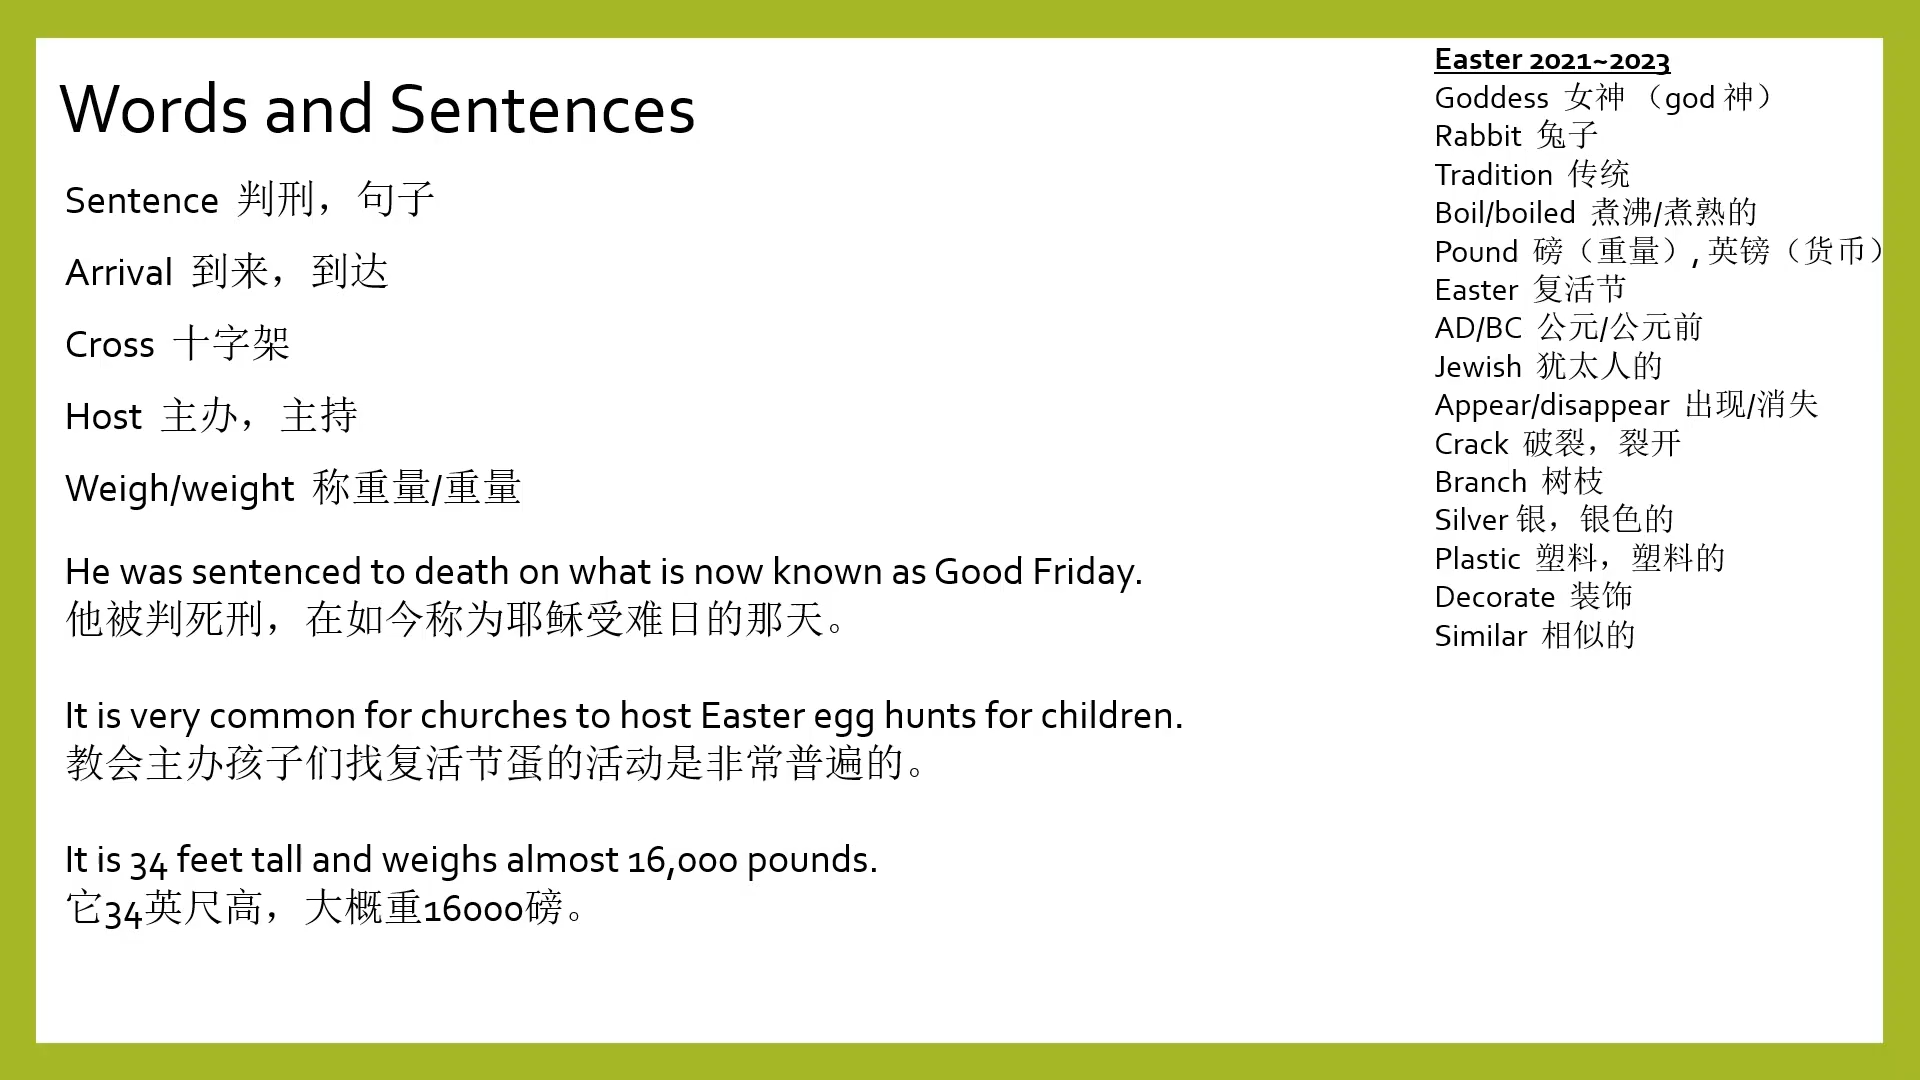 Words and Sentences
Sentence 判刑，句子
Arrival 到来，到达
Cross 十字架
Host 主办，主持
Weigh/weight 称重量/重量
He was sentenced to death on what is now known as Good Friday.
他被判死刑，在如今称为耶稣受难日的那天。
It is very common for churches to host Easter egg hunts for children.
教会主办孩子们找复活节蛋的活动是非常普遍的。
It is 34 feet tall and weighs almost 16,000 pounds.
它34英尺高，大概重16000磅。
Easter 2021~2023
Goddess 女神 （god 神）
Rabbit 兔子
Tradition 传统
Boil/boiled 煮沸/煮熟的
Pound 磅（重量）, 英镑（货币）
Easter 复活节
AD/BC 公元/公元前
Jewish 犹太人的
Appear/disappear 出现/消失
Crack 破裂，裂开
Branch 树枝
Silver 银，银色的
Plastic 塑料，塑料的
Decorate 装饰
Similar 相似的